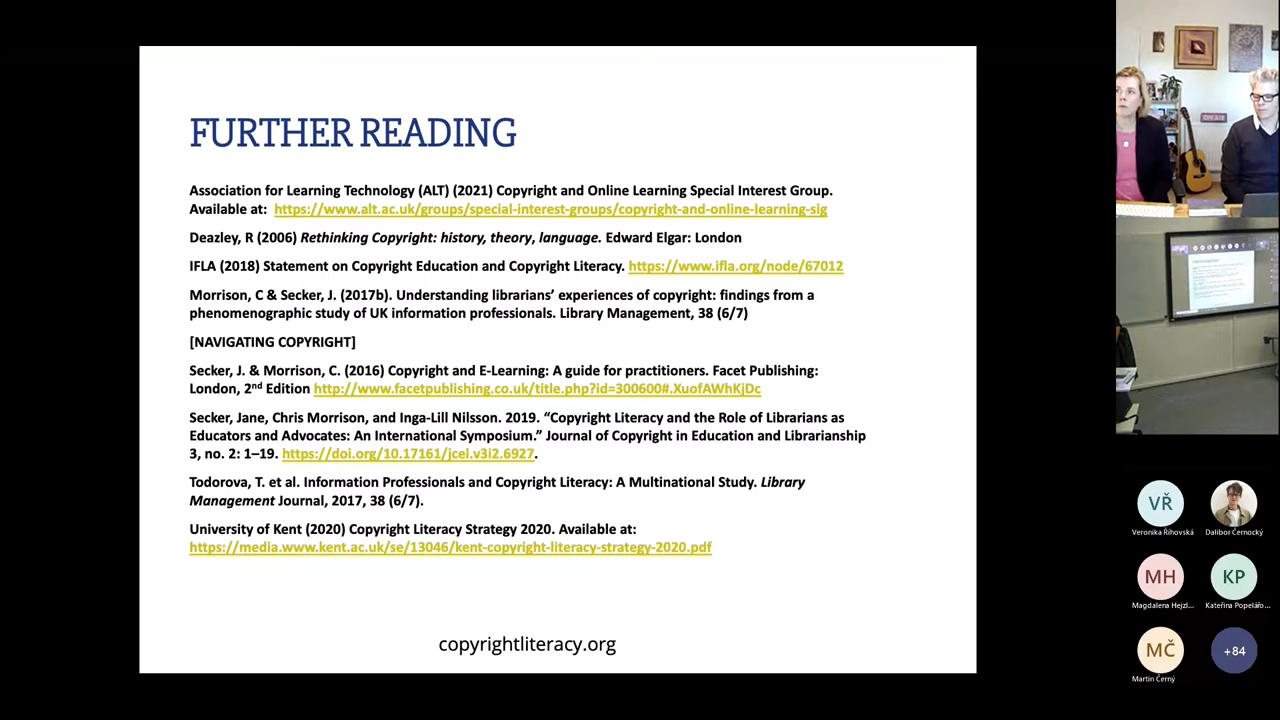 FURTHER READING
Association for Learning Technology (ALT) (2021) Copyright and Online Learning Special Interest Group.
Available at: https://www.alt.ac.uk/groups/special-interest-groups/copyright-and-online-learning-sig
Deazley, R (2006) Rethinking Copyright: history, theory, language. Edward Elgar: London
IFLA (2018) Statement on Copyright Education and Copyright Literacy. https://www.ifla.org/node/67012
Morrison, C & Secker, J. (2017b). Understanding librarians’ experiences of copyright: findings from a
phenomenographic study of UK information professionals. Library Management, 38 (6/7)
[NAVIGATING COPYRIGHT]
Secker, J. & Morrison, C. (2016) Copyright and E-Learning: A guide for practitioners. Facet Publishing:
London, 2nd Edition http://www.facetpublishing.co.uk/title.php?id=300600#.XuofAWhKjDc
Secker, Jane, Chris Morrison, and Inga-Lill Nilsson. 2019. “Copyright Literacy and the Role of Librarians as
Educators and Advocates: An International Symposium.” Journal of Copyright in Education and Librarianship
3, no. 2: 1–19. https://doi.org/10.17161/jcel.v3i2.6927.
Todorova, T. et al. Information Professionals and Copyright Literacy: A Multinational Study. Library
Management Journal, 2017, 38 (6/7).
University of Kent (2020) Copyright Literacy Strategy 2020. Available at:
https://media.www.kent.ac.uk/se/13046/kent-copyright-literacy-strategy-2020.pdf
copyrightliteracy.org
ON AIR
VŘ
Veronika Říhovská
Dalibor Černocký
MH
Magdalena Hejzl...
KP
Kateřina Popelářo...
MČ
Martin Černý
+84